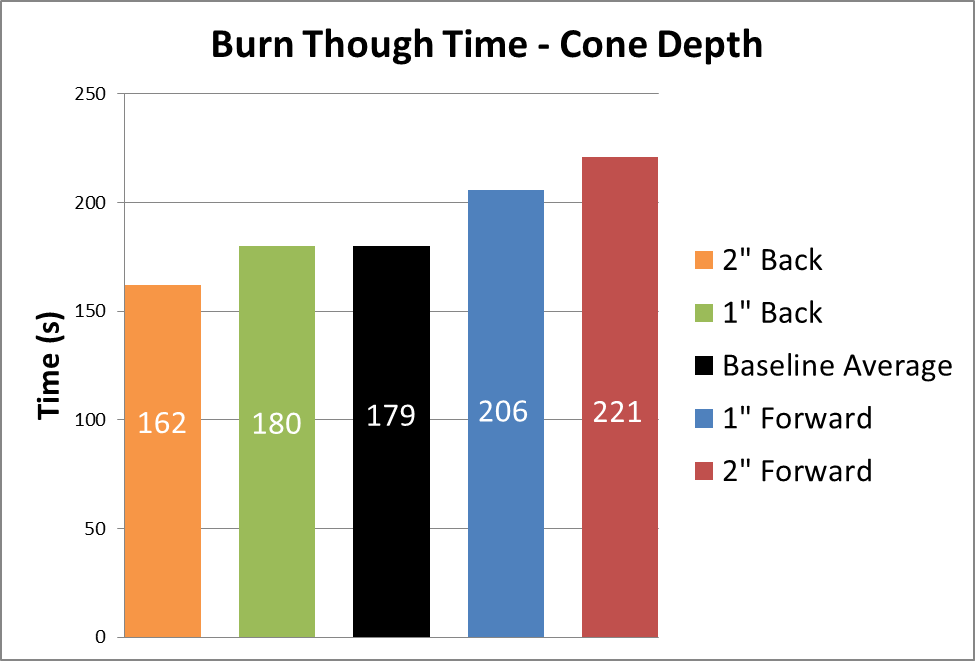 Burn Though Time - Cone Depth
250
200
150
100
50
0
Time (s)
162
180
179
206
221
2" Back
1" Back
Baseline Average
1" Forward
2" Forward